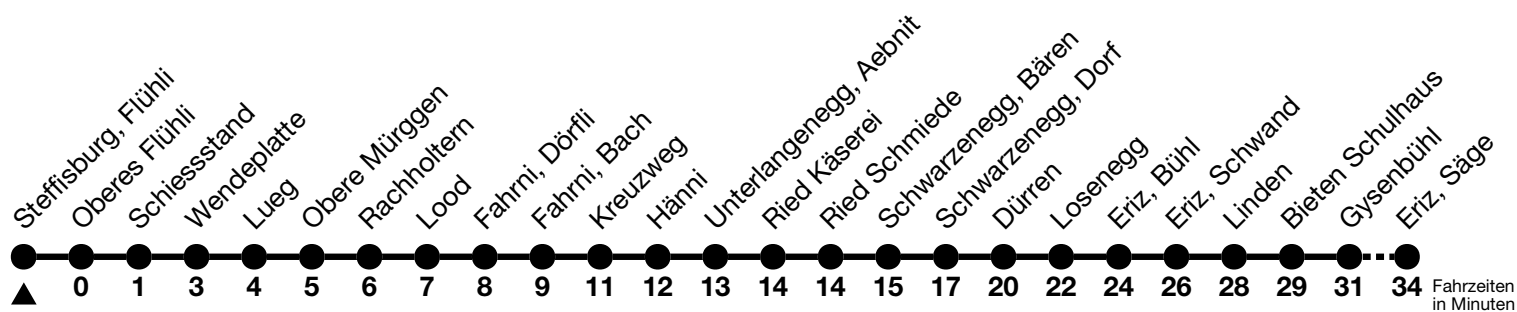 Steffisburg, Flühli
Oberes Flühli
Schiessstand
Wendeplatte
Lueg
Obere Mürggen
Rachholtern
Lood
Fahrni, Dörfli
Fahrni, Bach
Kreuzweg
Hänni
Unterlangenegg, Aebnit
Ried Käserei
Ried Schmiede
Schwarzenegg, Bären
Schwarzenegg, Dorf
Dürren
Losenegg
Eriz, Bühl
Eriz, Schwand
Linden
Bieten Schulhaus
Gysenbühl
Eriz, Säge
0 1 3 4 5 6 7 8 9 11 12 13 14 14 15 17 20 22 24 26 28 29 31 34
Fahrzeiten
in Minuten